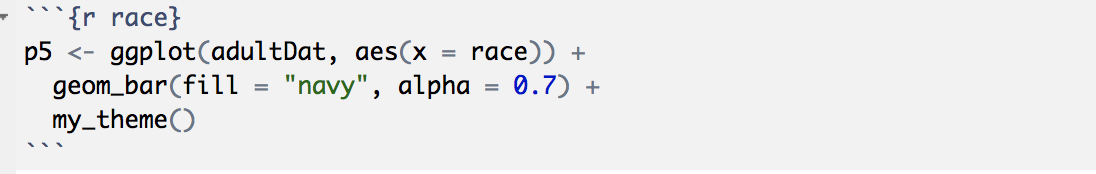 ```{r race}
p5 <- ggplot(adultDat, aes(x = race)) +
  geom_bar(fill = "navy", alpha = 0.7) +
  my_theme()
```